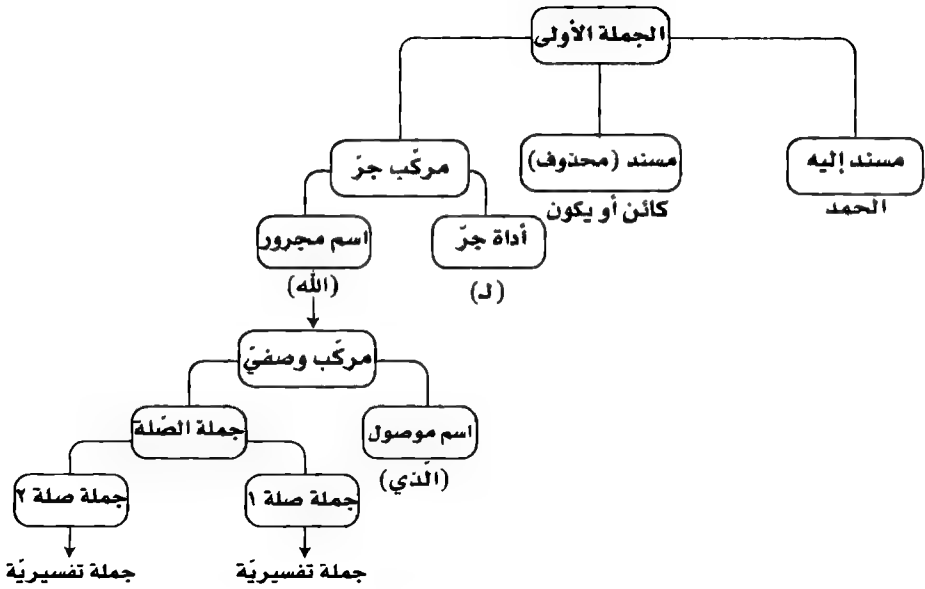 الجملة الأولى
مسند إليه
الحمد
مسند (محذوف)
كائن أو يكون
مركّب جرّ
أداة جرّ
(لـ)
اسم مجرور
(الله)
مركّب وصفيّ
اسم موصول
(الّذي)
جملة الصّلة
جملة صلة ١
جملة صلة ٢
جملة تفسيريّة
جملة تفسيريّة